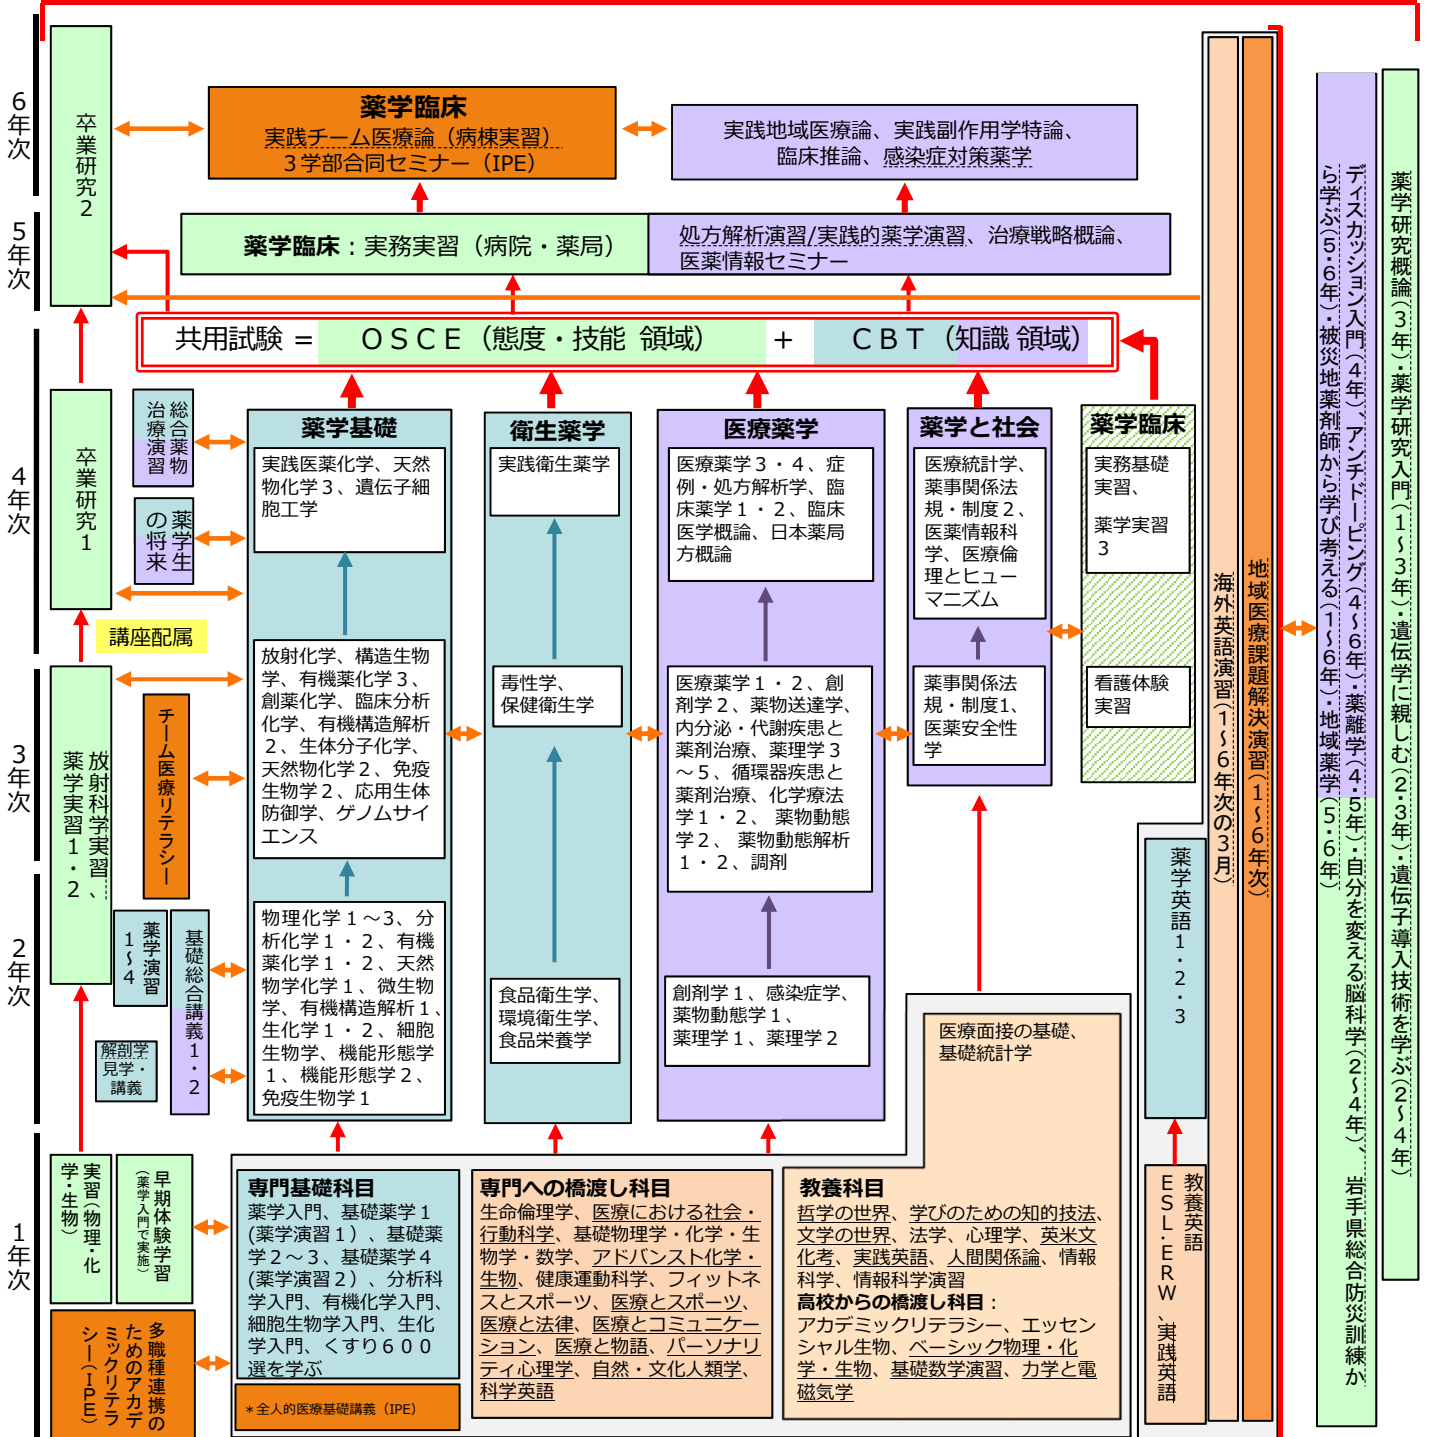 6年次
5年次
4年次
3年次
2年次
1年次
卒業研究2
薬学臨床
実践チーム医療論（病棟実習）
3学部合同セミナー（IPE）
実践地域医療論、実践副作用学特論、
臨床推論、感染症対策薬学
薬学臨床：実務実習（病院・薬局）
処方解析演習/実践的薬学演習、治療戦略概論、
医薬情報セミナー
共用試験 ＝ OSCE（態度・技能 領域） ＋ CBT（知識 領域）
卒業研究1
総合薬物
治療演習
薬学生
の将来
講座配属
薬学基礎
実践医薬化学、天然
物化学３、遺伝子細
胞工学
放射化学、構造生物
学、有機薬化学３、
創薬化学、臨床分析
化学、有機構造解析
２、生体分子化学、
天然物化学２、免疫
生物学２、応用生体
防御学、ゲノムサイ
エンス
物理化学１～３、分
析化学１・２、有機
薬化学１・２、天然
物学化学１、微生物
学、有機構造解析１、
生化学１・２、細胞
生物学、機能形態学
１、機能形態学２、
免疫生物学１
衛生薬学
実践衛生薬学
毒性学、
保健衛生学
食品衛生学、
環境衛生学、
食品栄養学
医療薬学
医療薬学３・４、症
例・処方解析学、臨
床薬学１・２、臨床
医学概論、日本薬局
方概論
医療薬学１・２、創
剤学２、薬物送達学、
内分泌・代謝疾患と
薬剤治療、薬理学３
～５、循環器疾患と
薬剤治療、化学療法
学１・２、 薬物動態
学２、 薬物動態解析
１・２、調剤
創剤学１、感染症学、
薬物動態学１、
薬理学１、薬理学２
薬学と社会
医療統計学、
薬事関係法
規・制度２、
医薬情報科
学、医療倫
理とヒュー
マニズム
薬事関係法
規・制度1、
医薬安全性
学
薬学臨床
実務基礎
実習、
薬学実習
３
看護体験
実習
放射科学実習、
薬学実習１・２
チーム医療リテラシー
薬学演習
１～４
基礎総合講義１・２
解剖学
見学・
講義
実習（物理・化
学・生物）
早期体験学習
（薬学入門で実施）
多職種連携の
ためのアカデ
ミックリテラ
シー（IPE）
専門基礎科目
薬学入門、基礎薬学１
(薬学演習１)、基礎薬
学２～３、基礎薬学４
(薬学演習２)、分析科
学入門、有機化学入門、
細胞生物学入門、生化
学入門、くすり６００
選を学ぶ
＊全人的医療基礎講義（IPE）
専門への橋渡し科目
生命倫理学、医療における社会・
行動科学、基礎物理学・化学・生
物学・数学、アドバンスト化学・
生物、健康運動科学、フィットネ
スとスポーツ、医療とスポーツ、
医療と法律、医療とコミュニケー
ション、医療と物語、パーソナリ
ティ心理学、自然・文化人類学、
科学英語
医療面接の基礎、
基礎統計学
教養科目
哲学の世界、学びのための知的技法、
文学の世界、法学、心理学、英米文
化考、実践英語、人間関係論、情報
科学、情報科学演習
高校からの橋渡し科目：
アカデミックリテラシー、エッセン
シャル生物、ベーシック物理・化
学・生物、基礎数学演習、力学と電
磁気学
薬学英語１・２・３
教養英語
ESL・ERW、実践英語
海外英語演習（１～６年次の３月）
地域医療課題解決演習（１～６年次）
薬学研究概論（３年）・薬学研究入門（１～３年）・遺伝学に親しむ（２・３年）・遺伝子導入技術を学ぶ（２～４年）
ディスカッション入門（４年）、アンチドーピング（４～６年）・薬離学（４・５年）・自分を変える脳科学（２～４年）、岩手県総合防災訓練か
ら学ぶ（５・６年）・被災地薬剤師から学び考える（１～６年）・地域薬学（５・６年）